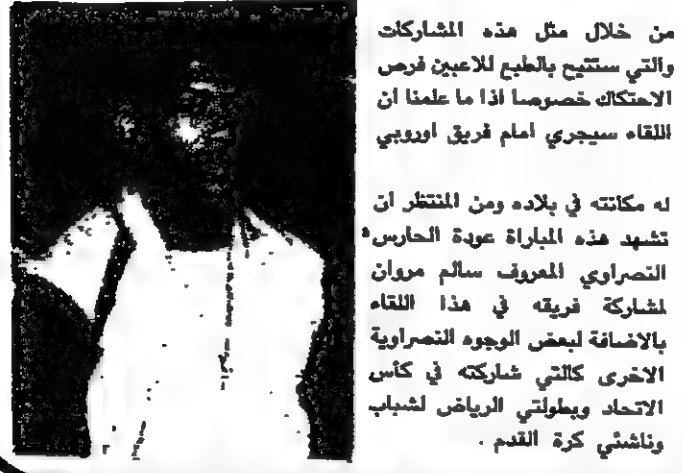 من خلال مثل هذه المشاركات
والتي ستتيح بالطبع للاعبين فرص
الاحتكاك خصوصا اذا ما علمنا ان
اللقاء سيجري امام فريق اوروبي
له مكانته في بلاده ومن المنتظر ان
تشهد هذه المباراة عودة الحارس
النصراوي المعروف سالم مروان
لمشاركة فريقه في هذا اللقاء
بالاضافة لبعض الوجوه النصراوية
الاخرى كالتي شاركته في كأس
الاتحاد وبطولتي الرياض لشباب
وناشئي كرة القدم .